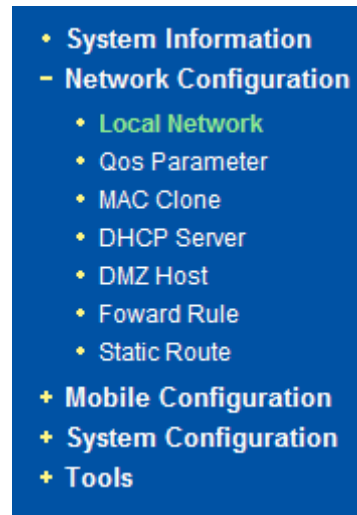 System Information
Network Configuration
Local Network
Qos Parameter
MAC Clone
DHCP Server
DMZ Host
Foward Rule
Static Route
Mobile Configuration
System Configuration
Tools